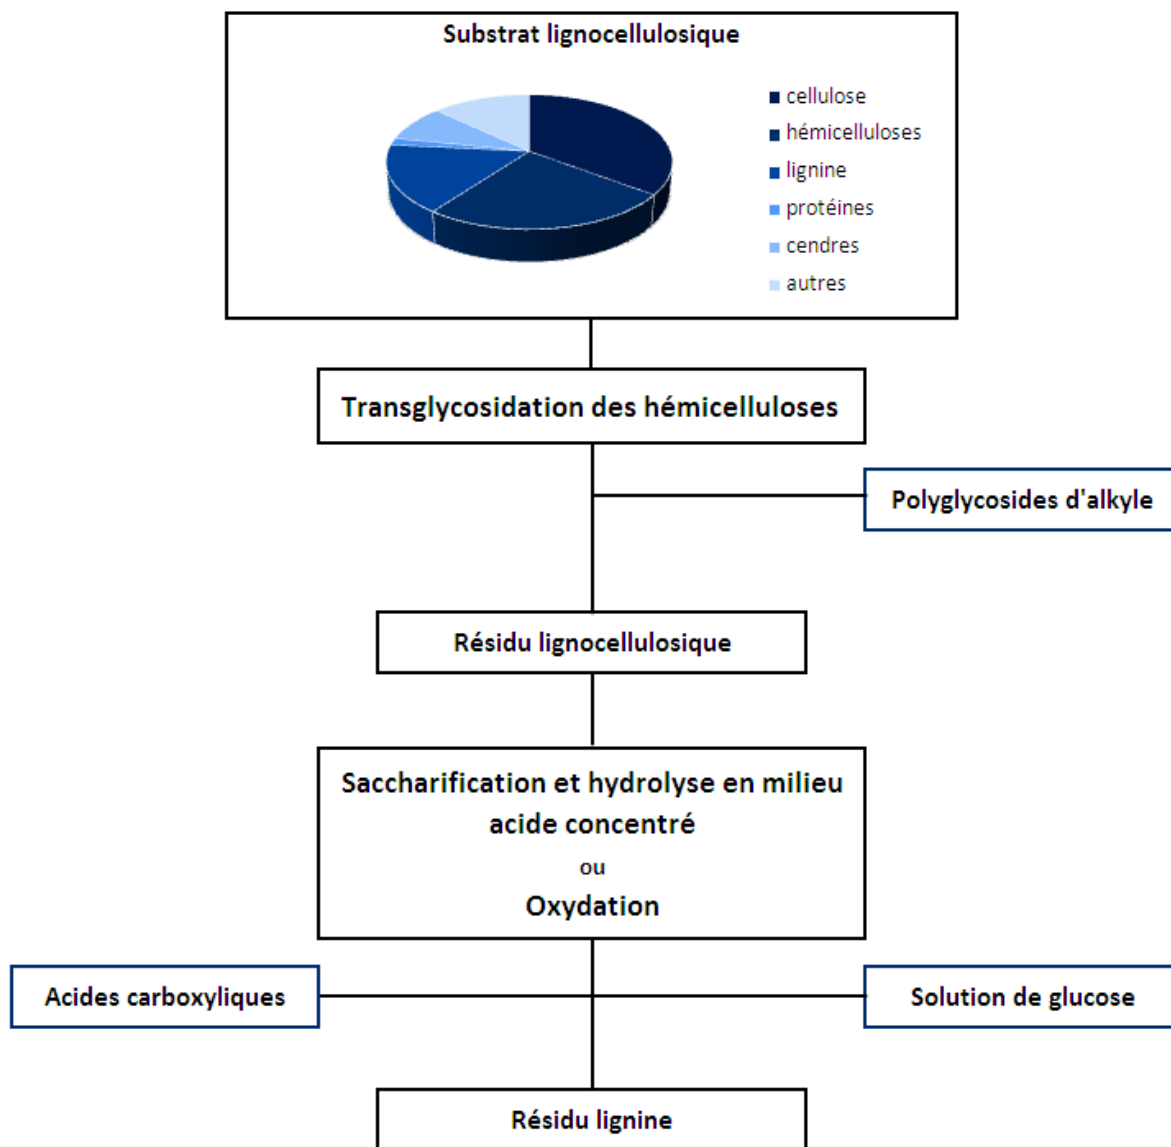 Substrat lignocellulosique
cellulose
hémicelluloses
lignine
protéines
cendres
autres
Transglycosidation des hémicelluloses
Polyglycosides d'alkyle
Résidu lignocellulosique
Saccharification et hydrolyse en milieu
acide concentré
ou
Oxydation
Acides carboxyliques
Solution de glucose
Résidu lignine